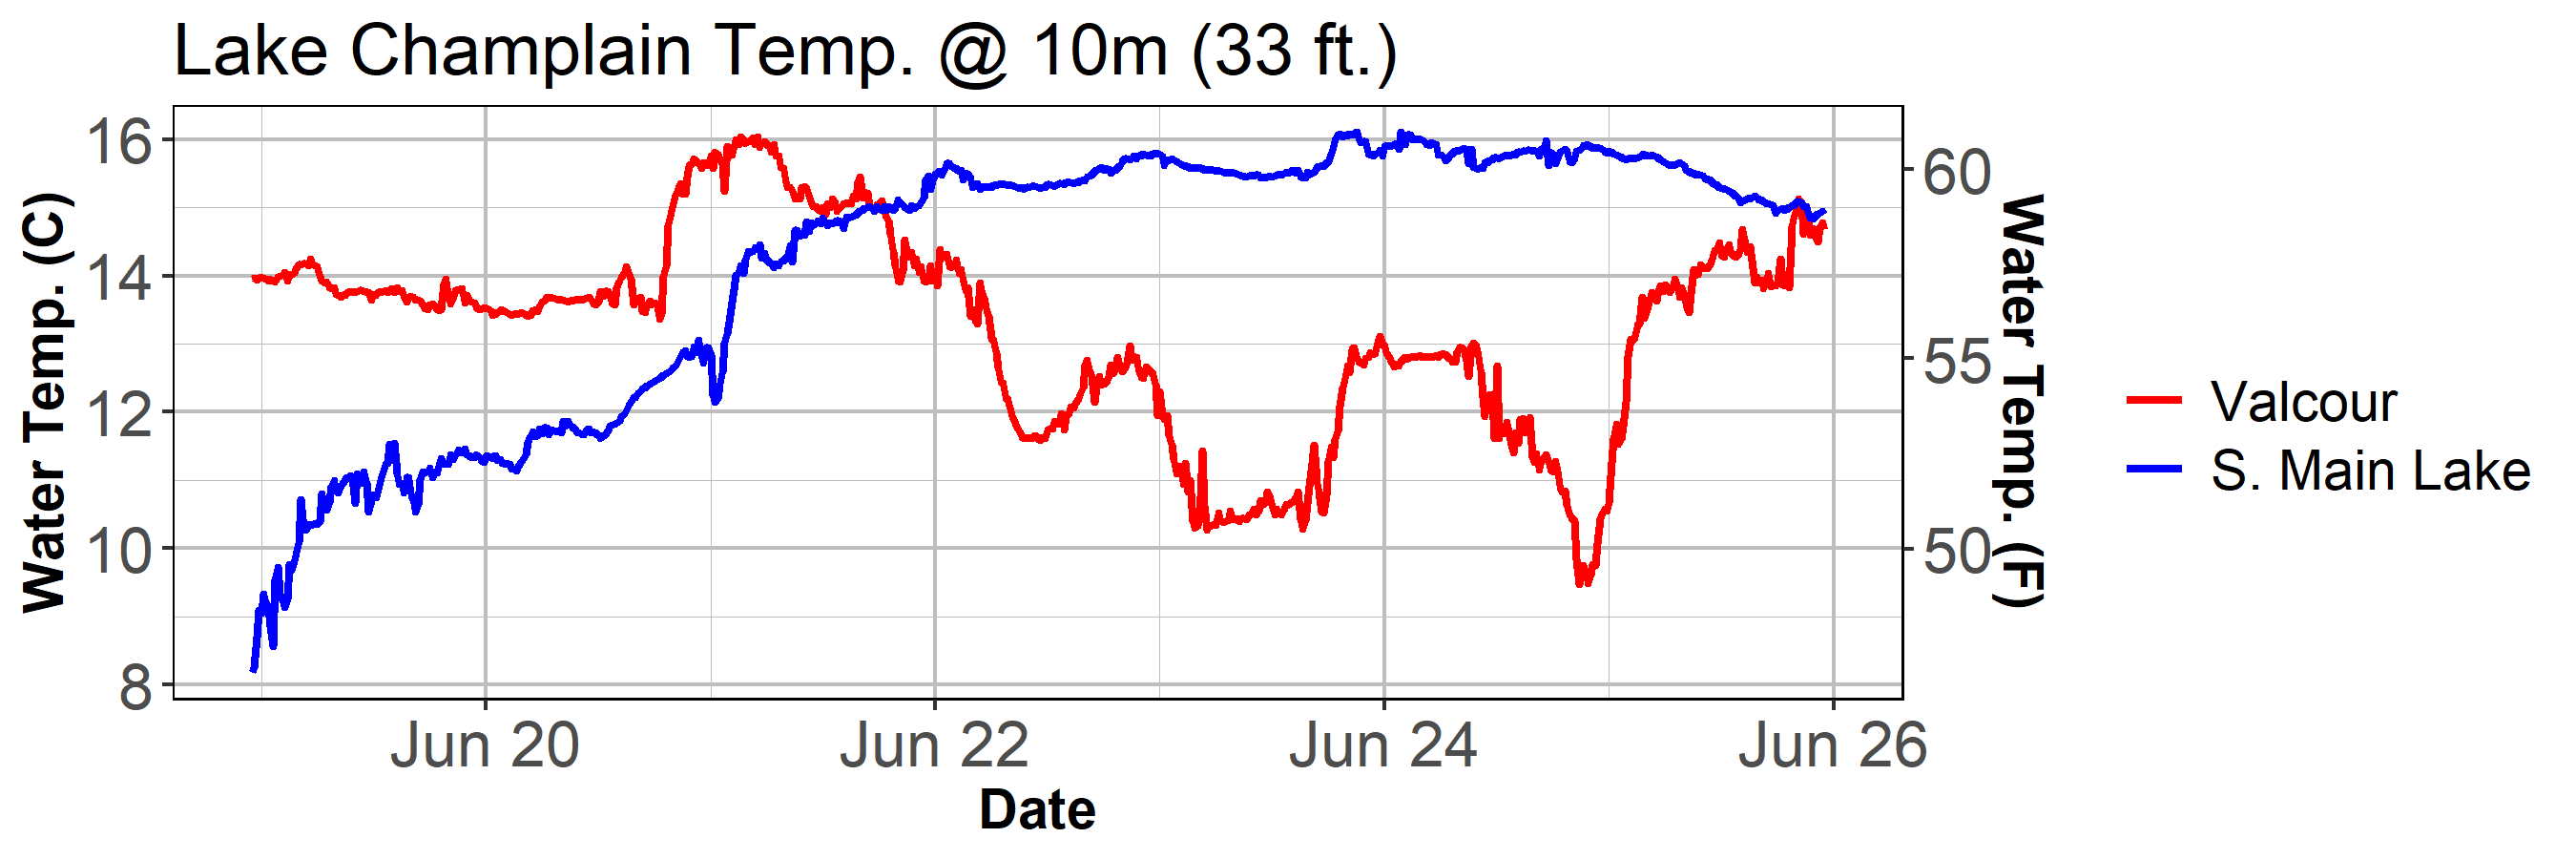 Lake Champlain Temp. @ 10m (33 ft.)
Water Temp. (C)
16
14
12
10
8
60
55
50
Water Temp. (F)
Jun 20
Jun 22
Jun 24
Jun 26
Date
Valcour
S. Main Lake